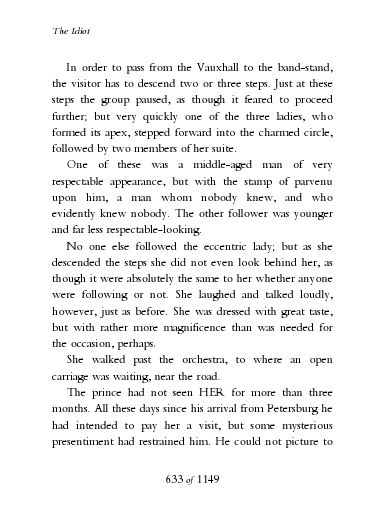 The Idiot
In order to pass from the Vauxhall to the band-stand,
the visitor has to descend two or three steps. Just at these
steps the group paused, as though it feared to proceed
further; but very quickly one of the three ladies, who
formed its apex, stepped forward into the charmed circle,
followed by two members of her suite.
One of these was a middle-aged man of very
respectable appearance, but with the stamp of parvenu
upon him, a man whom nobody knew, and who
evidently knew nobody. The other follower was younger
and far less respectable-looking.
No one else followed the eccentric lady; but as she
descended the steps she did not even look behind her, as
though it were absolutely the same to her whether anyone
were following or not. She laughed and talked loudly,
however, just as before. She was dressed with great taste,
but with rather more magnificence than was needed for
the occasion, perhaps.
She walked past the orchestra, to where an open
carriage was waiting, near the road.
The prince had not seen HER for more than three
months. All these days since his arrival from Petersburg he
had intended to pay her a visit, but some mysterious
presentiment had restrained him. He could not picture to
633 of 1149